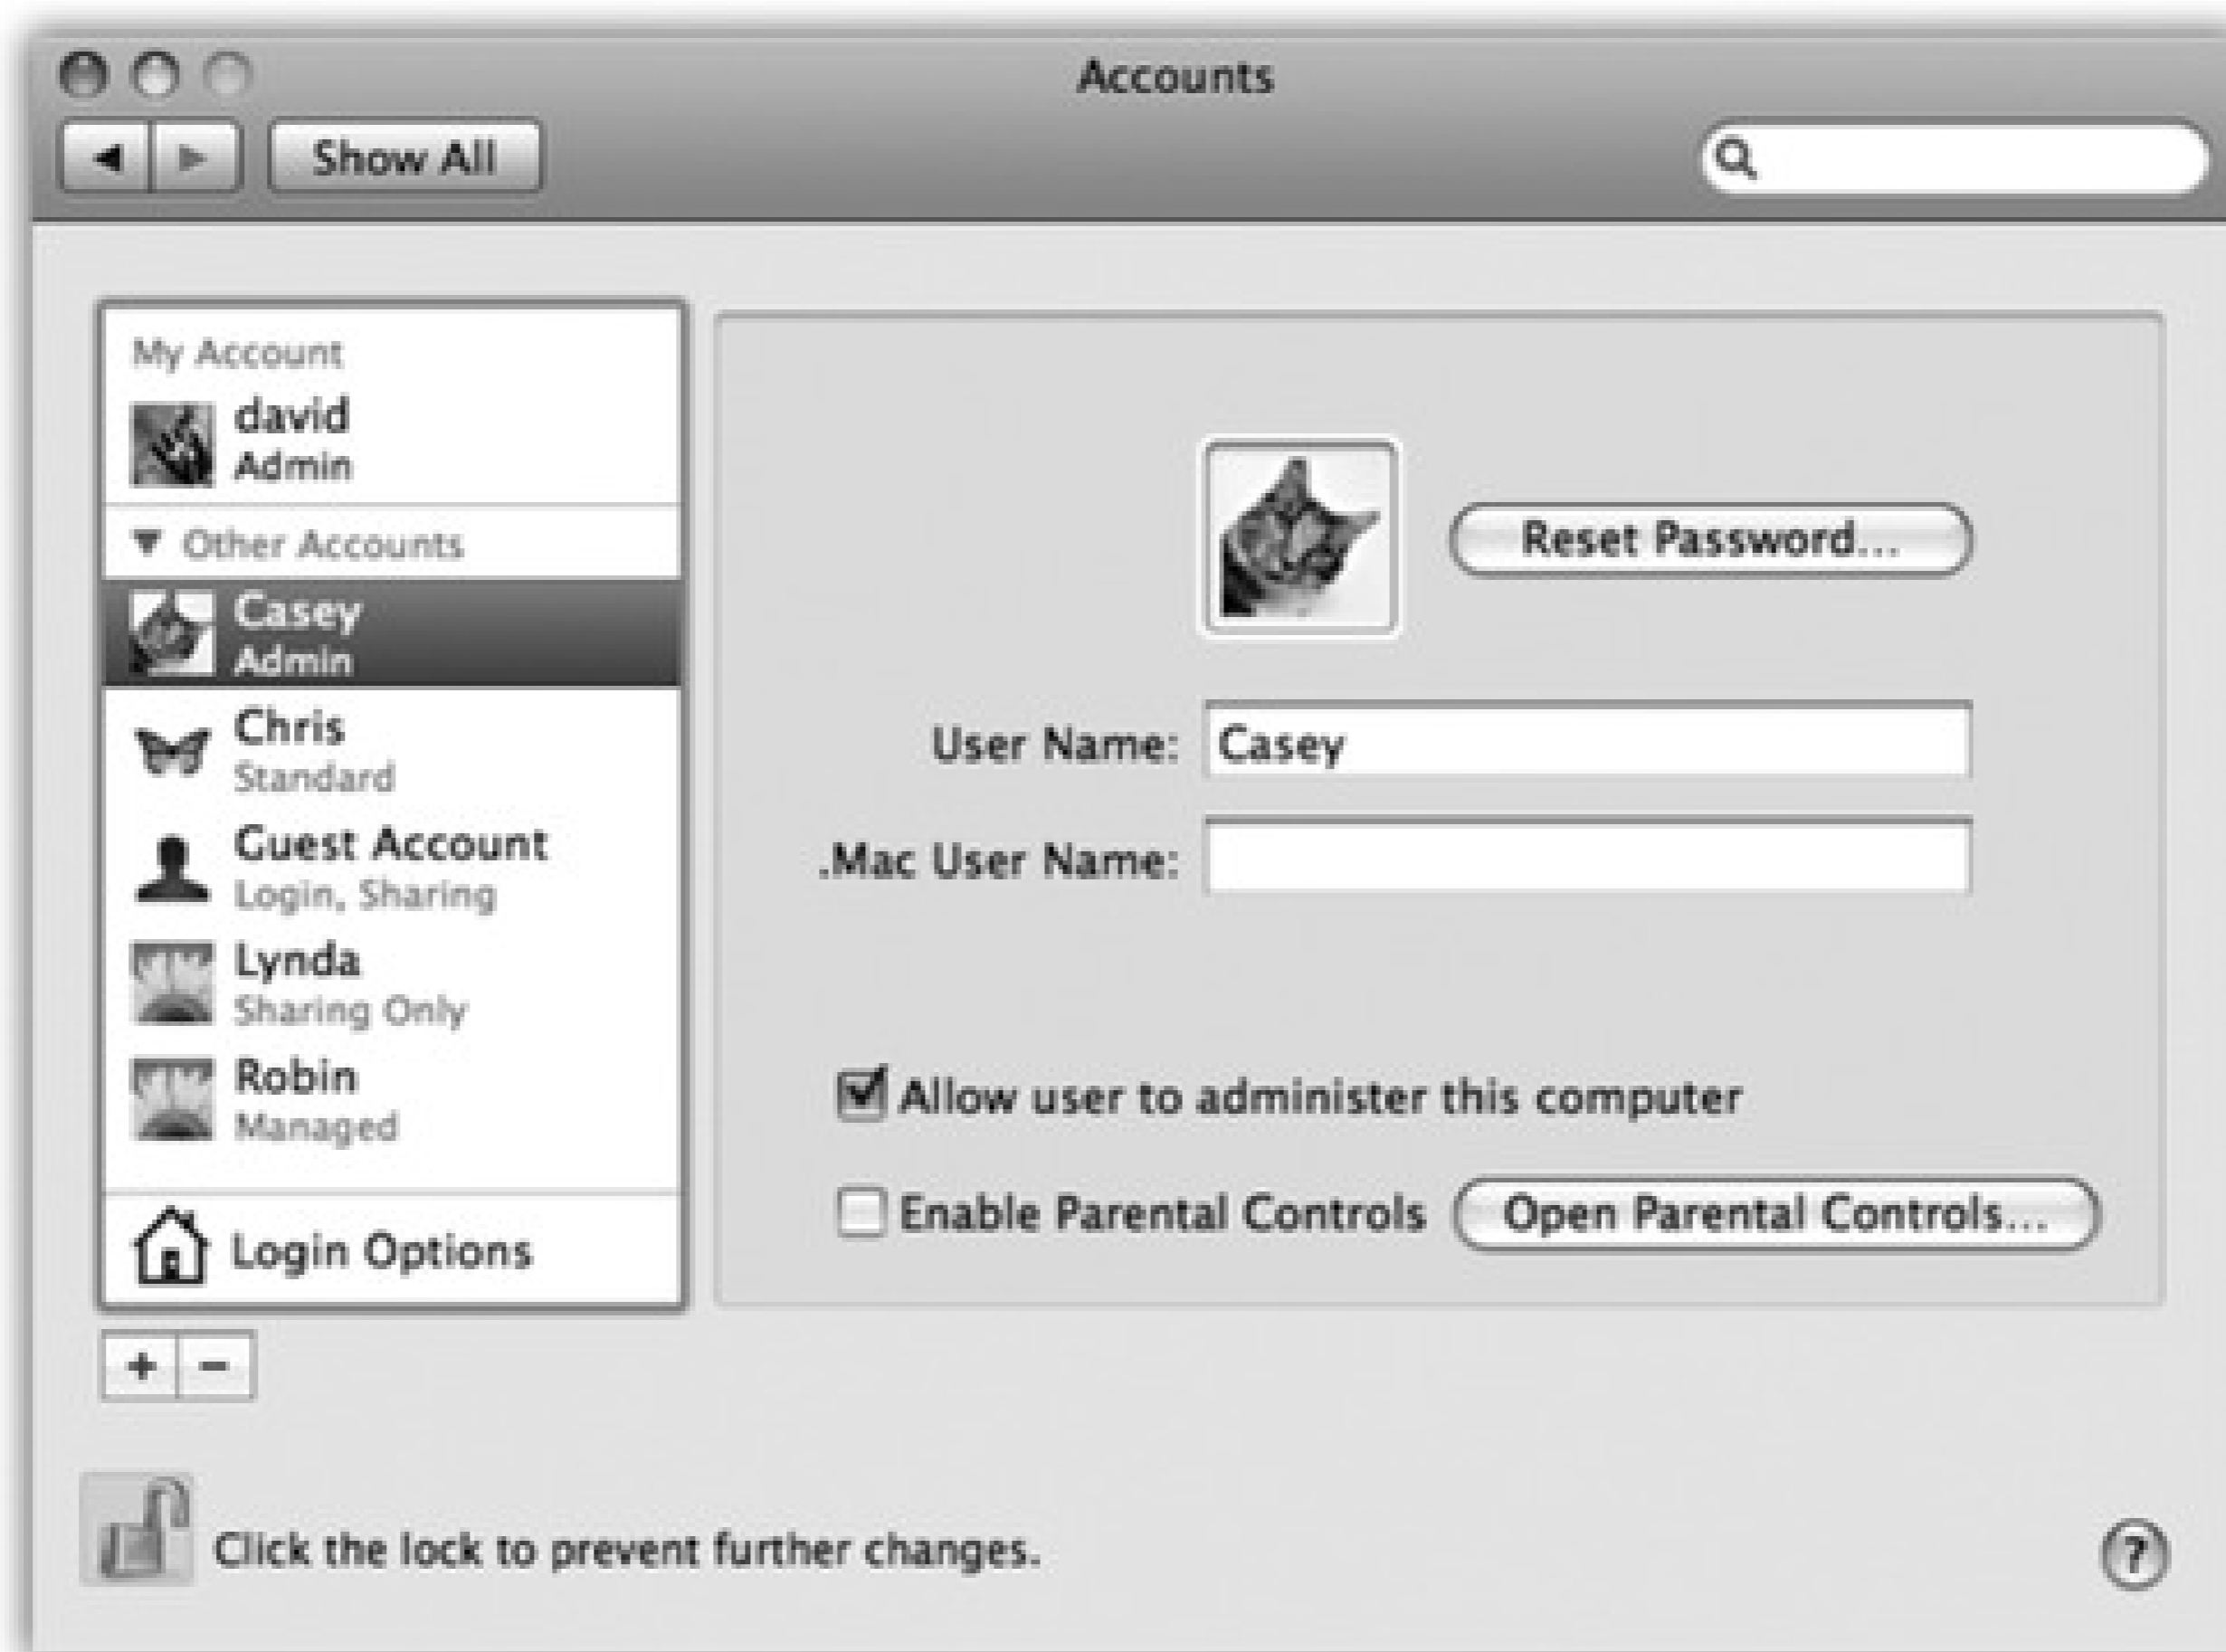 Accounts
Show All
My Account
david
Admin
Other Accounts
Casey
Admin
Chris
Standard
Guest Account
Login, Sharing
Lynda
Sharing Only
Robin
Managed
Login Options
+ −
Reset Password...
User Name: Casey
.Mac User Name:
Allow user to administer this computer
Enable Parental Controls Open Parental Controls...
Click the lock to prevent further changes.
?